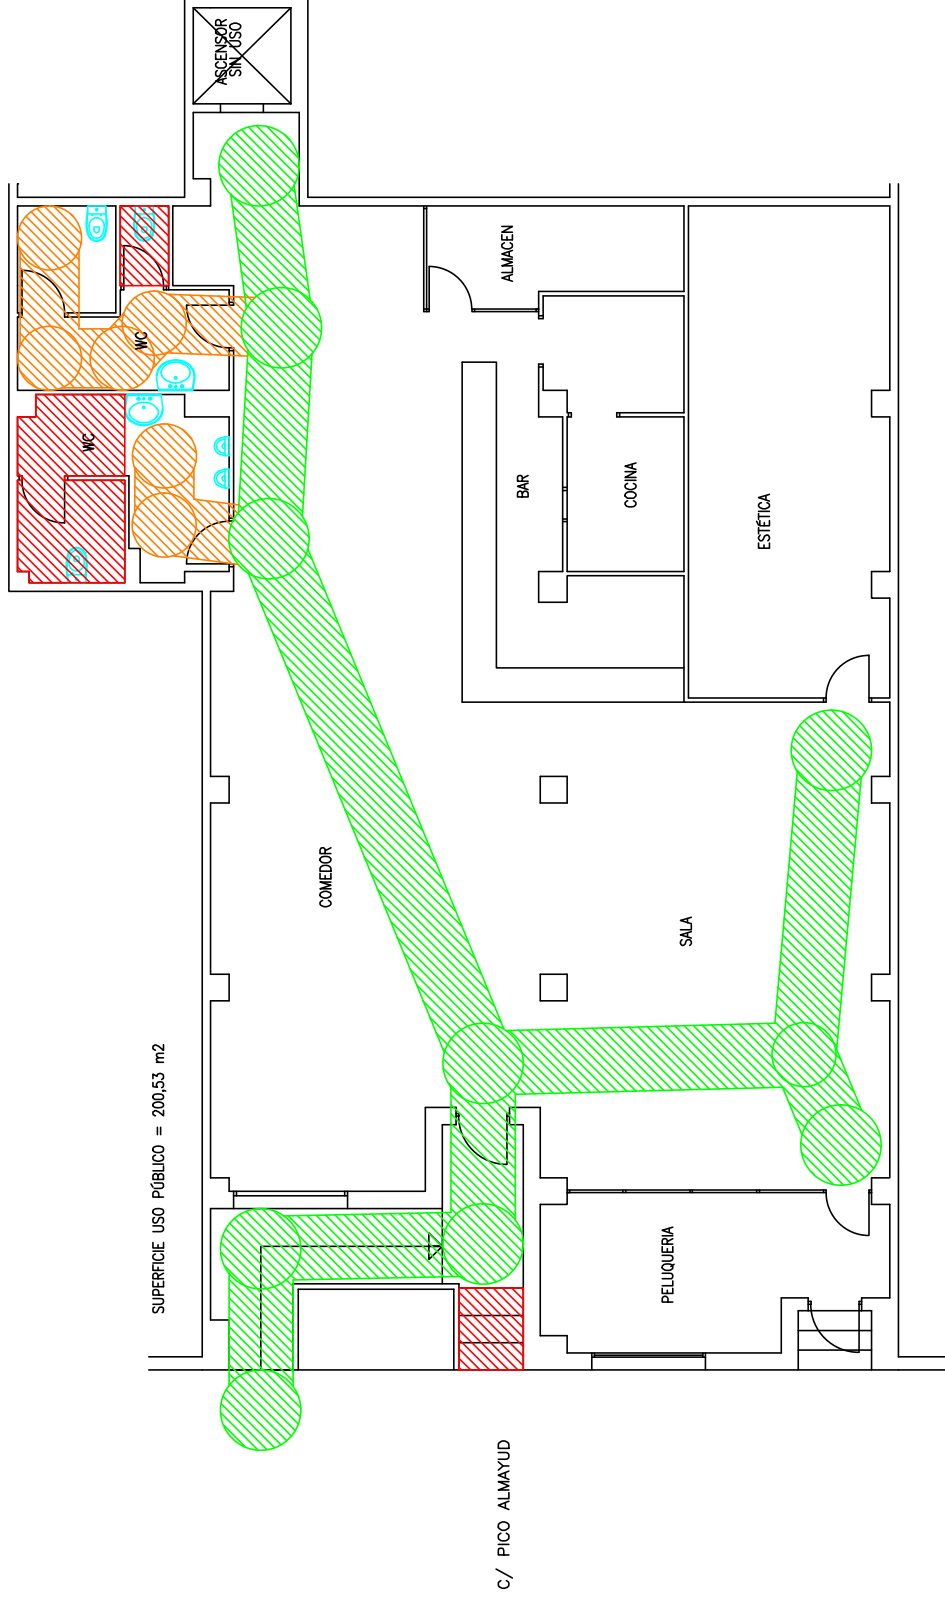 ASCENSOR
SIN USO
WC
WC
ALMACEN
BAR
COCINA
ESTÉTICA
COMEDOR
SALA
SUPERFICIE USO PÚBLICO = 200,53 m2
PELUQUERIA
C/ PICO ALMAYUD